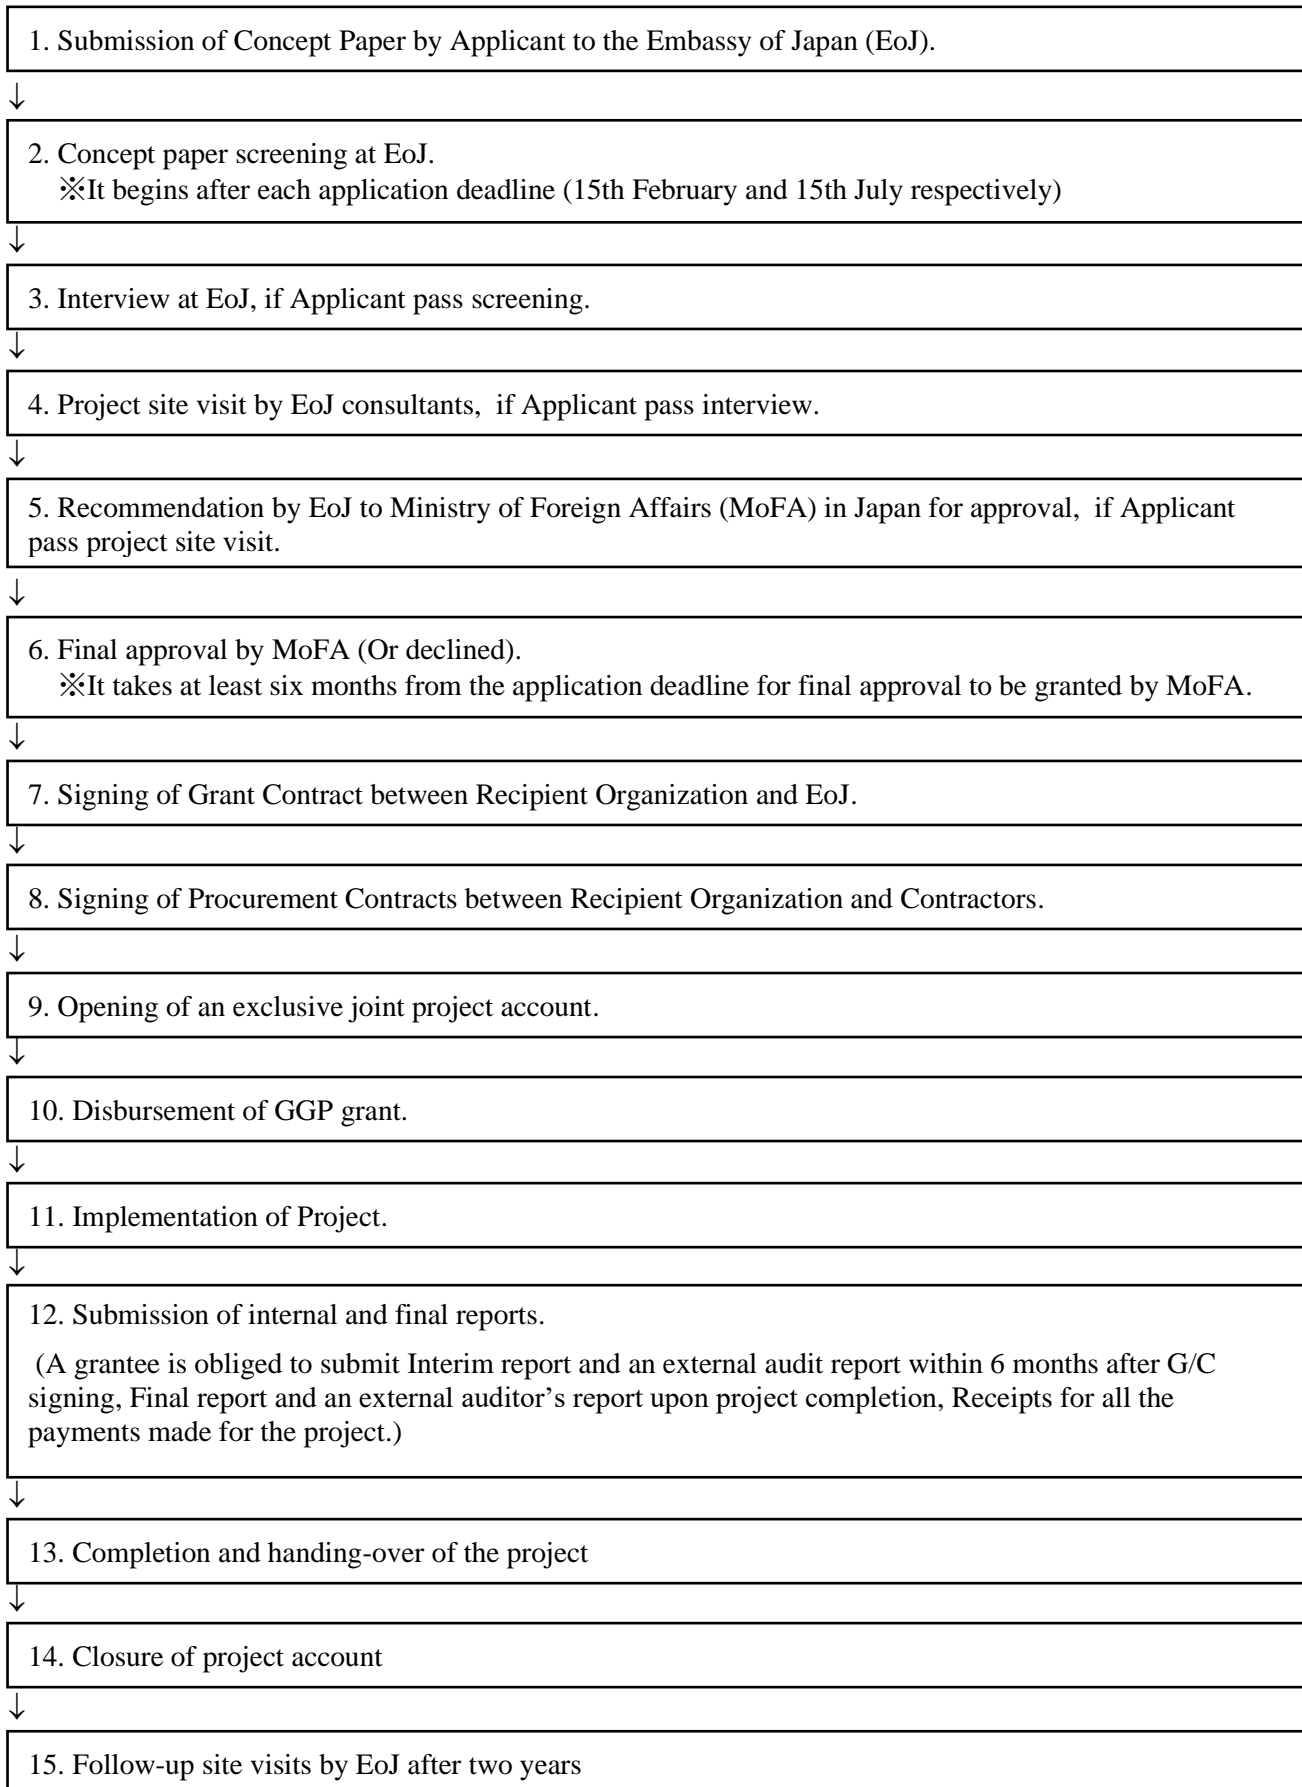 1. Submission of Concept Paper by Applicant to the Embassy of Japan (EoJ).
↓
2. Concept paper screening at EoJ.
※It begins after each application deadline (15th February and 15th July respectively)
↓
3. Interview at EoJ, if Applicant pass screening.
↓
4. Project site visit by EoJ consultants, if Applicant pass interview.
↓
5. Recommendation by EoJ to Ministry of Foreign Affairs (MoFA) in Japan for approval, if Applicant
pass project site visit.
↓
6. Final approval by MoFA (Or declined).
※It takes at least six months from the application deadline for final approval to be granted by MoFA.
↓
7. Signing of Grant Contract between Recipient Organization and EoJ.
↓
8. Signing of Procurement Contracts between Recipient Organization and Contractors.
↓
9. Opening of an exclusive joint project account.
↓
10. Disbursement of GGP grant.
↓
11. Implementation of Project.
↓
12. Submission of internal and final reports.
(A grantee is obliged to submit Interim report and an external audit report within 6 months after G/C
signing, Final report and an external auditor’s report upon project completion, Receipts for all the
payments made for the project.)
↓
13. Completion and handing-over of the project
↓
14. Closure of project account
↓
15. Follow-up site visits by EoJ after two years